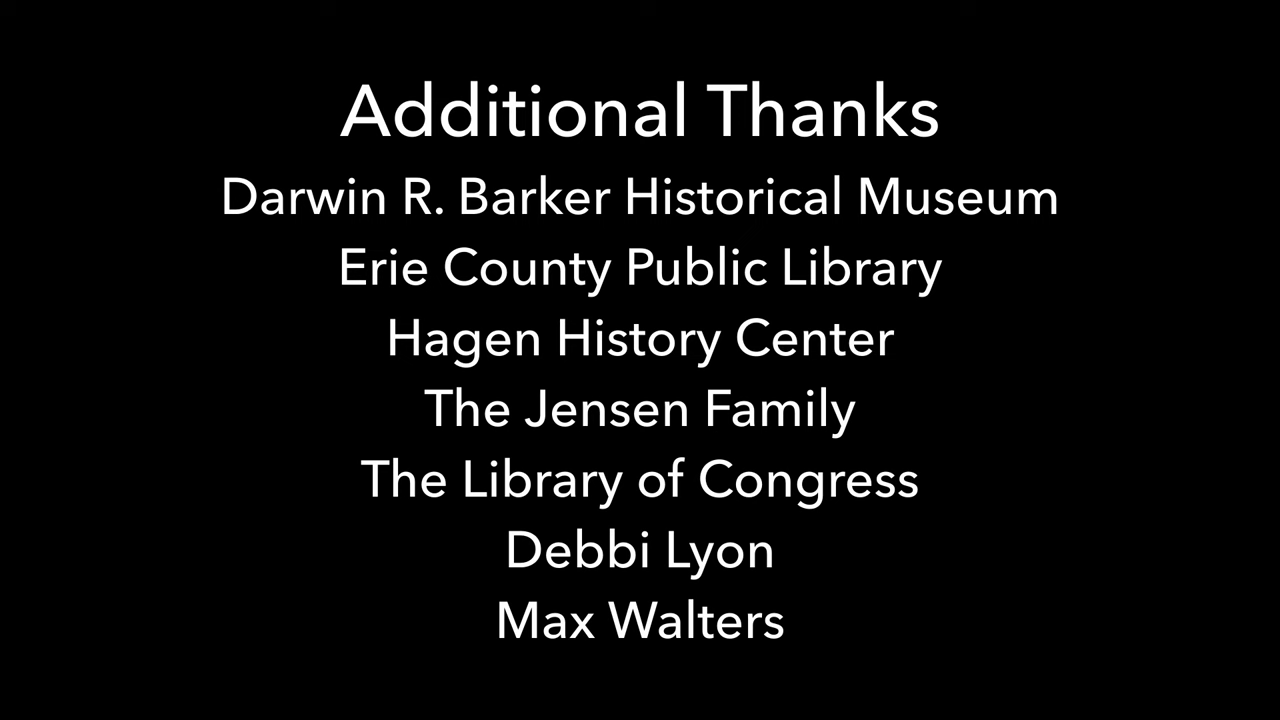 Additional Thanks
Darwin R. Barker Historical Museum
Erie County Public Library
Hagen History Center
The Jensen Family
The Library of Congress
Debbi Lyon
Max Walters